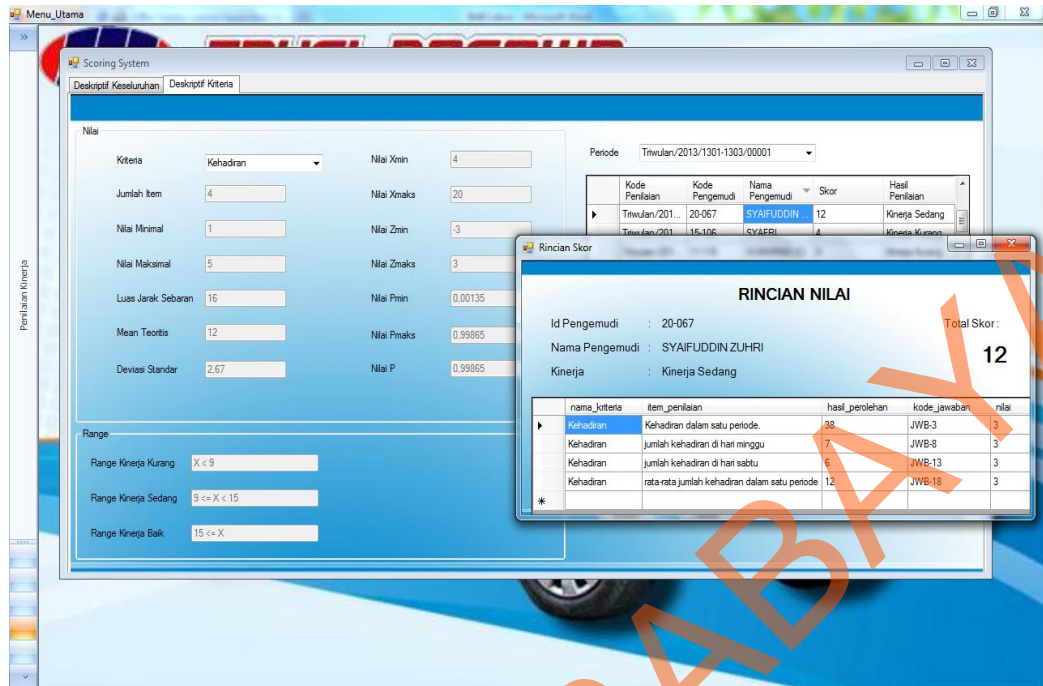 Menu_Utama
»
Scoring System
Deskriptif Keseluruhan Deskriptif Kriteria
Nilai
Kriteria Kehadiran
Jumlah Item 4
Nilai Minimal 1
Nilai Maksimal 5
Luas Jarak Sebaran 16
Mean Teoritis 12
Deviasi Standar 2,67
Nilai Xmin 4
Nilai Xmaks 20
Nilai Zmin -3
Nilai Zmaks 3
Nilai Pmin 0,00135
Nilai Pmaks 0,99865
Nilai P 0,99865
Range
Range Kinerja Kurang X < 9
Range Kinerja Sedang 9 <= X < 15
Range Kinerja Baik 15 <= X
Periode Triwulan/2013/1301-1303/00001
Kode Penilaian Kode Pengemudi Nama Pengemudi Skor Hasil Penilaian
Triwulan/201... 20-067 SYAIFUDDIN ... 12 Kinerja Sedang
Triwulan/201... 15-106 SYAFRI 4 Kinerja Kurang
Rincian Skor
RINCIAN NILAI
Id Pengemudi : 20-067
Total Skor :
Nama Pengemudi : SYAIFUDDIN ZUHRI
12
Kinerja : Kinerja Sedang
nama_kriteria item_penilaian hasil_perolehan kode_jawaban nilai
Kehadiran Kehadiran dalam satu periode. 38 JWB-3 3
Kehadiran jumlah kehadiran di hari minggu 7 JWB-8 3
Kehadiran jumlah kehadiran di hari sabtu 6 JWB-13 3
Kehadiran rata-rata jumlah kehadiran dalam satu periode 12 JWB-18 3
*
Penilaian Kinerja
ABAYA